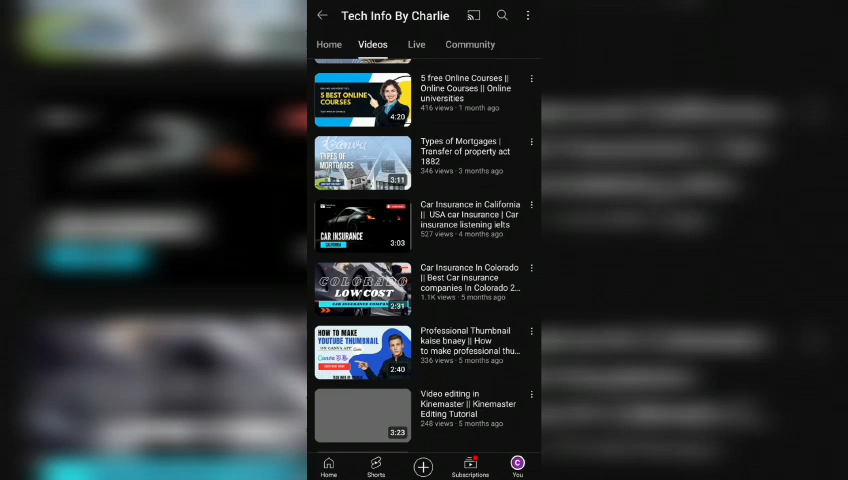 Tech Info By Charlie
Home Videos Live Community
5 BEST ONLINE
COURSES
4:20
5 free Online Courses ||
Online Courses || Online
universities
416 views · 1 month ago
Canva
TYPES OF
MORTGAGES
3:11
Types of Mortgages |
Transfer of property act
1882
346 views · 3 months ago
CAR INSURANCE
CALIFORNIA
3:03
Car Insurance in California
|| USA car Insurance | Car
insurance listening ielts
527 views · 4 months ago
COLORADO
LOW COST
2:31
Car Insurance In Colorado
|| Best Car insurance
companies In Colorado 2...
1.1K views · 5 months ago
HOW TO MAKE
YOUTUBE THUMBNAIL
2:40
Professional Thumbnail
kaise bnaey || How
to make professional thu...
336 views · 5 months ago
3:23
Video editing in
Kinemaster || Kinemaster
Editing Tutorial
248 views · 5 months ago
C
Home Shorts Subscriptions You